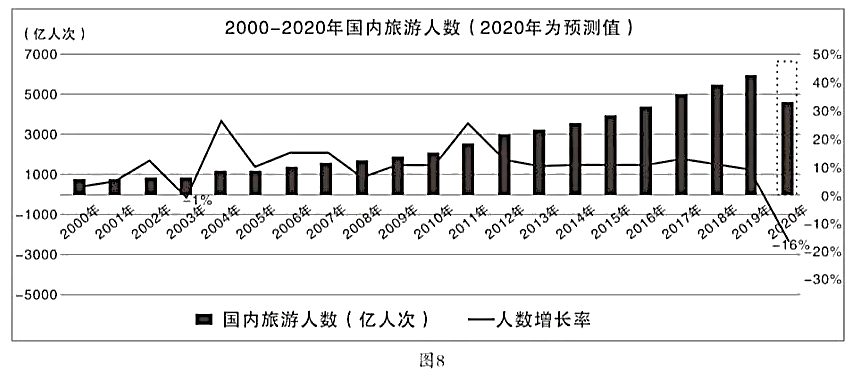 2000-2020年国内旅游人数（2020年为预测值）
（亿人次）
7000
5000
3000
1000
-1000
-3000
-5000
50%
40%
30%
20%
10%
0%
-10%
-20%
-30%
-1%
-16%
2000年
2001年
2002年
2003年
2004年
2005年
2006年
2007年
2008年
2009年
2010年
2011年
2012年
2013年
2014年
2015年
2016年
2017年
2018年
2019年
2020年
国内旅游人数（亿人次）
人数增长率
图8